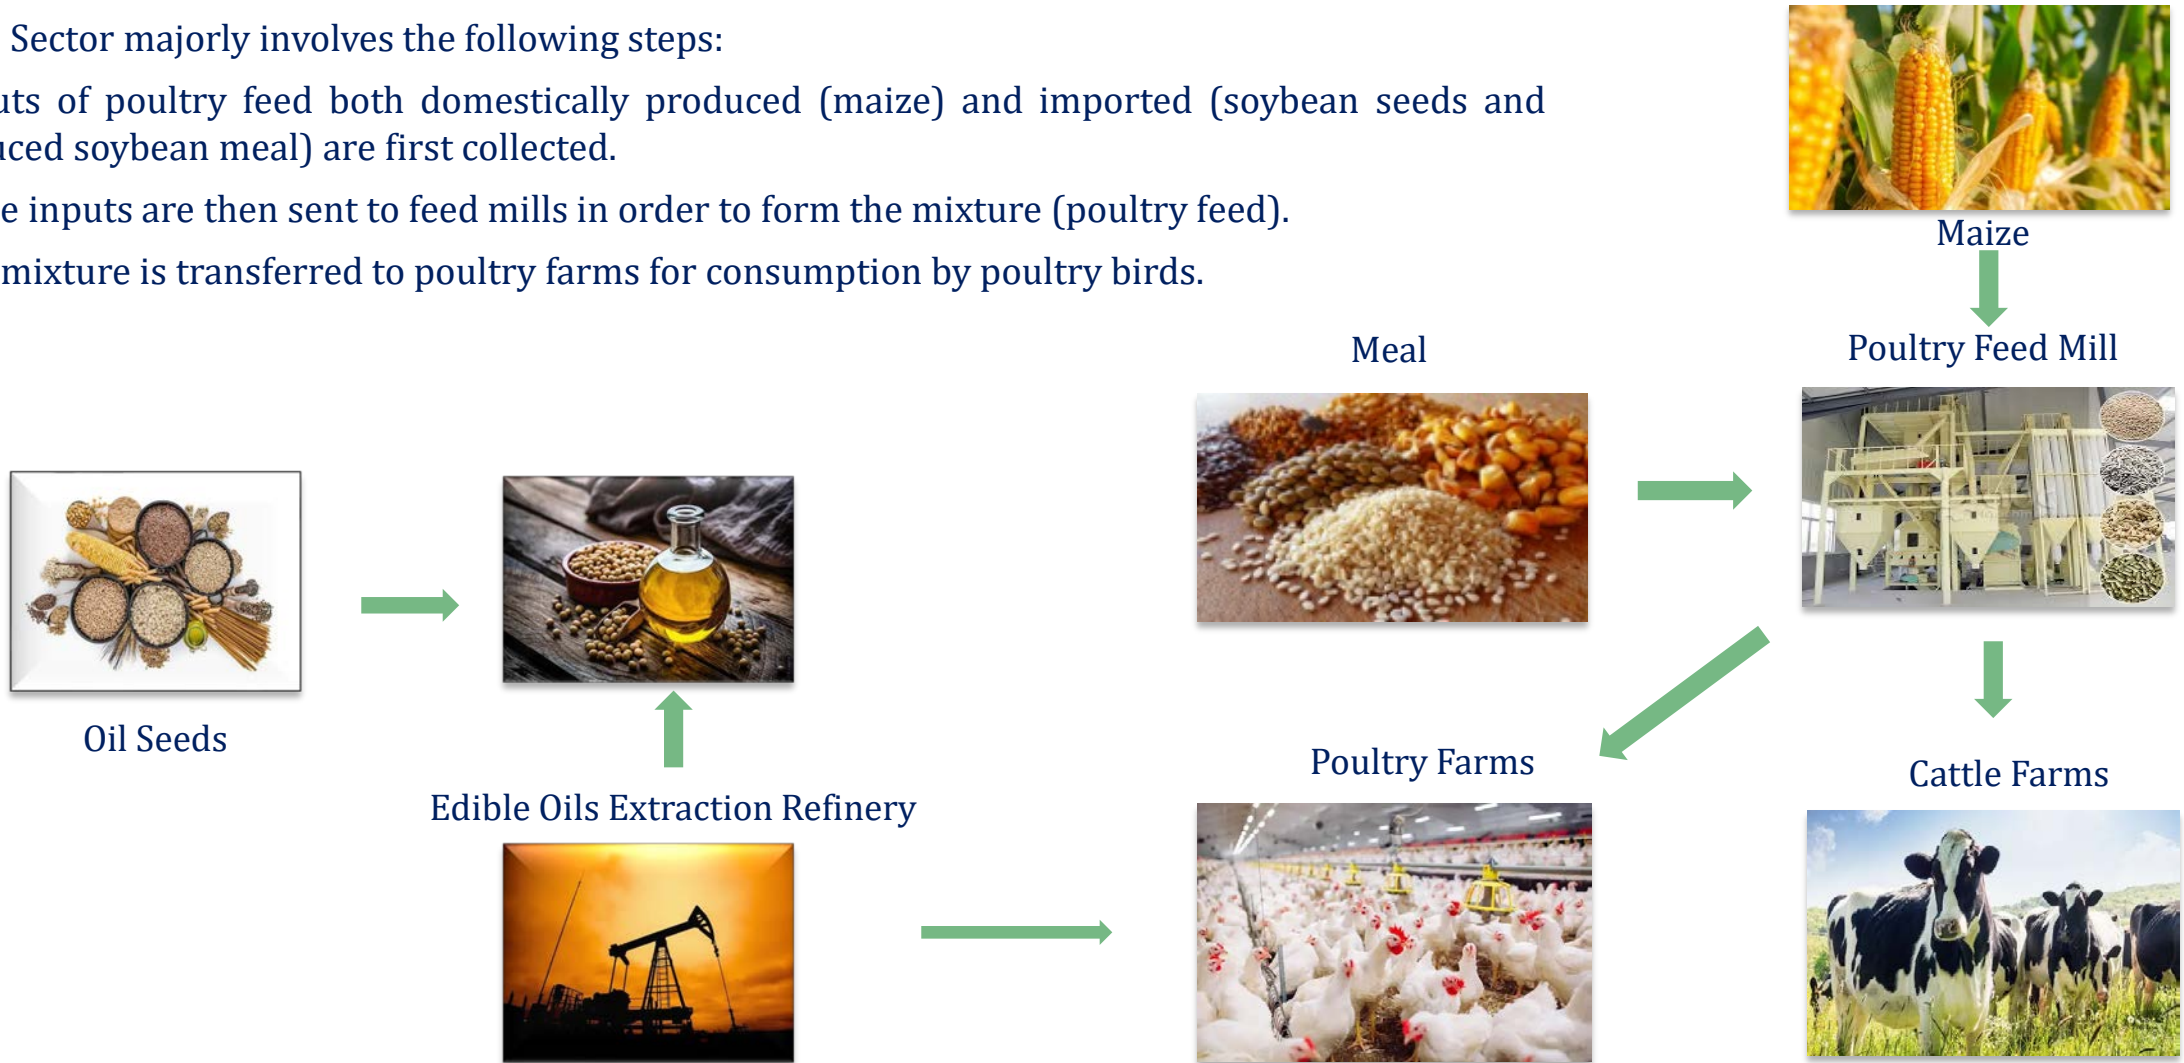 Sector majorly involves the following steps:
uts of poultry feed both domestically produced (maize) and imported (soybean seeds and
uced soybean meal) are first collected.
e inputs are then sent to feed mills in order to form the mixture (poultry feed).
mixture is transferred to poultry farms for consumption by poultry birds.
Maize
Meal
Poultry Feed Mill
Oil Seeds
Poultry Farms
Cattle Farms
Edible Oils Extraction Refinery